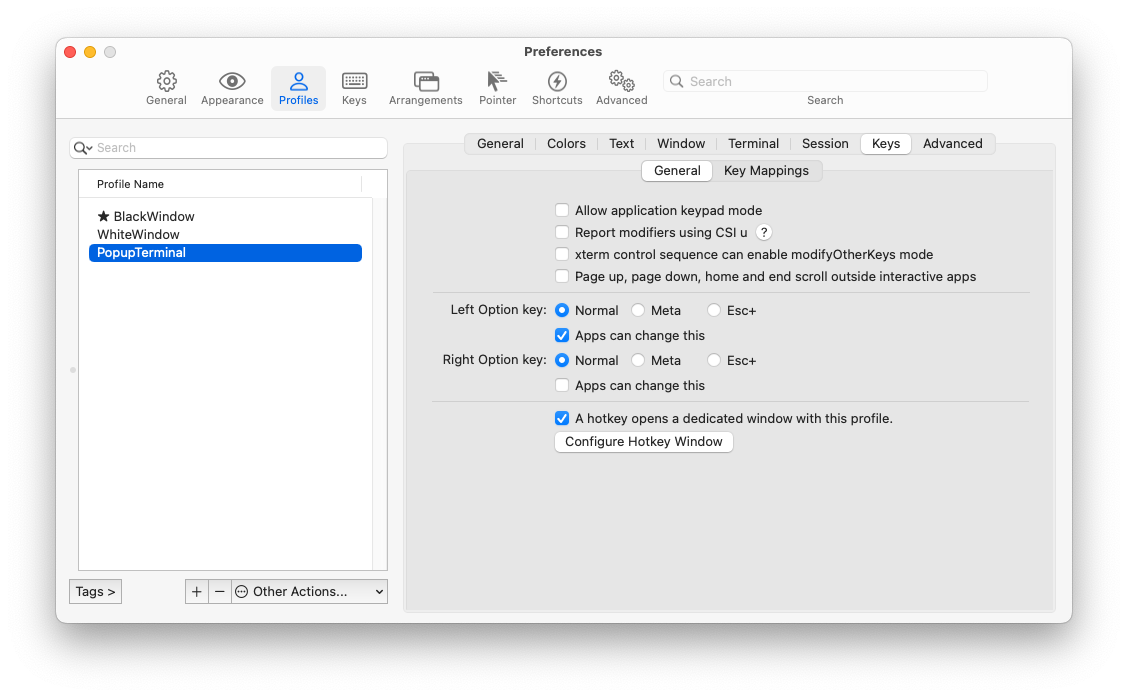 Preferences
General Appearance Profiles Keys Arrangements Pointer Shortcuts Advanced Search
Search
Search
General Colors Text Window Terminal Session Keys Advanced
General Key Mappings
Profile Name
★ BlackWindow
WhiteWindow
PopupTerminal
Allow application keypad mode
Report modifiers using CSI u ?
xterm control sequence can enable modifyOtherKeys mode
Page up, page down, home and end scroll outside interactive apps
Left Option key: Normal Meta Esc+
Apps can change this
Right Option key: Normal Meta Esc+
Apps can change this
A hotkey opens a dedicated window with this profile.
Configure Hotkey Window
Tags > + − Other Actions...